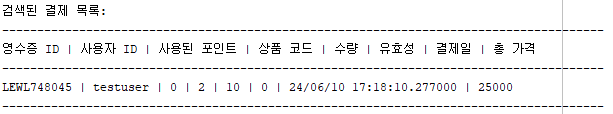 검색된 결제 목록:
--------------------------------------------------------------------------------------
영수증 ID | 사용자 ID | 사용된 포인트 | 상품 코드 | 수량 | 유효성 | 결제일 | 총 가격
--------------------------------------------------------------------------------------
LEWL748045 | testuser | 0 | 2 | 10 | 0 | 24/06/10 17:18:10.277000 | 25000
--------------------------------------------------------------------------------------